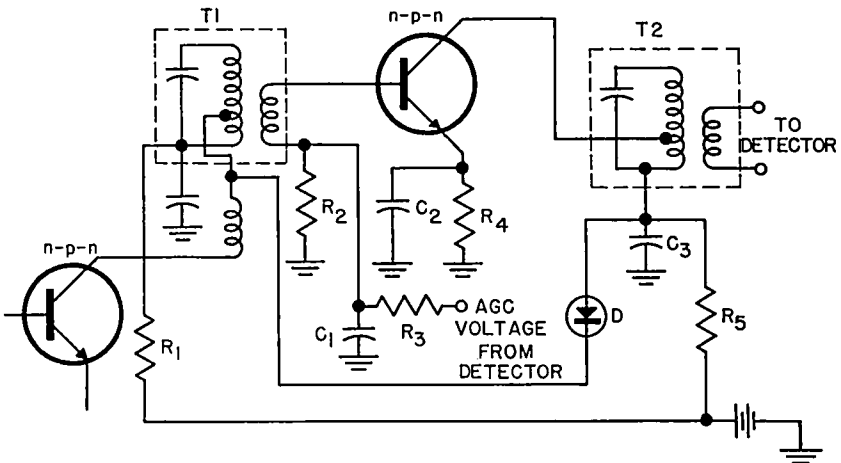 T1
n-p-n
T2
TO
DETECTOR
R2
C2
R4
C3
n-p-n
D
R5
R1
C1
R3
AGC
VOLTAGE
FROM
DETECTOR